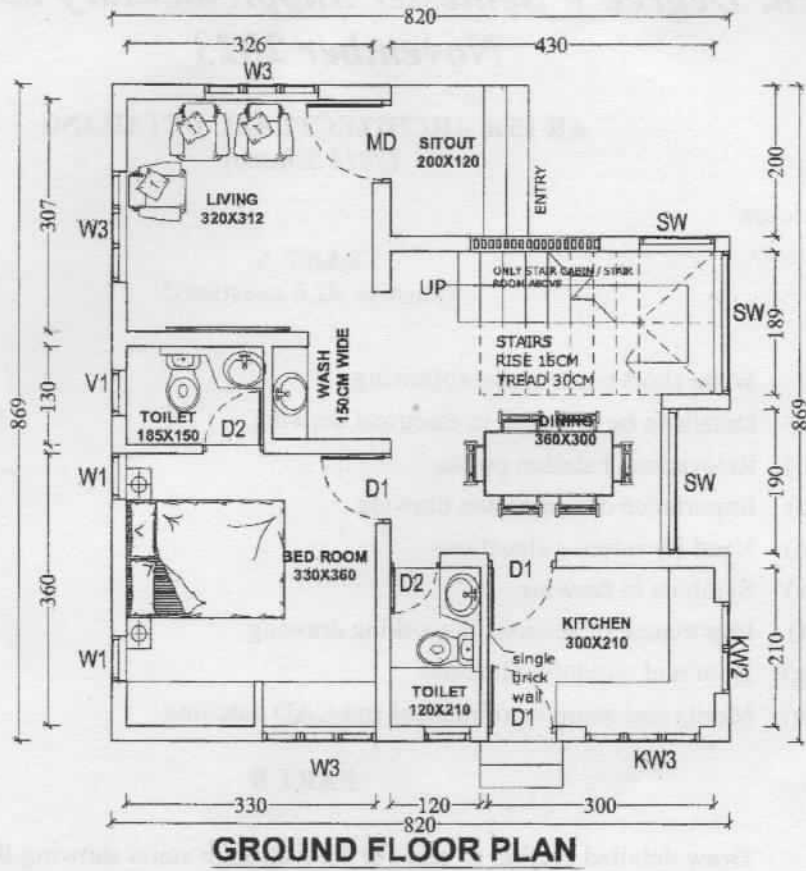 820
326
430
W3
MD
SITOUT
200X120
ENTRY
200
869
307
LIVING
320X312
W3
SW
UP
ONLY STAIR CABIN / STAIR
ROOM ABOVE
SW
189
869
STAIRS
RISE 15CM
TREAD 30CM
WASH
150CM WIDE
V1
130
TOILET
185X150
D2
DINING
360X300
SW
190
W1
D1
BED ROOM
330X360
360
D2
D1
KITCHEN
300X210
KW2
210
W1
single
brick
wall
TOILET
120X210
D1
W3
KW3
330
120
300
820
GROUND FLOOR PLAN